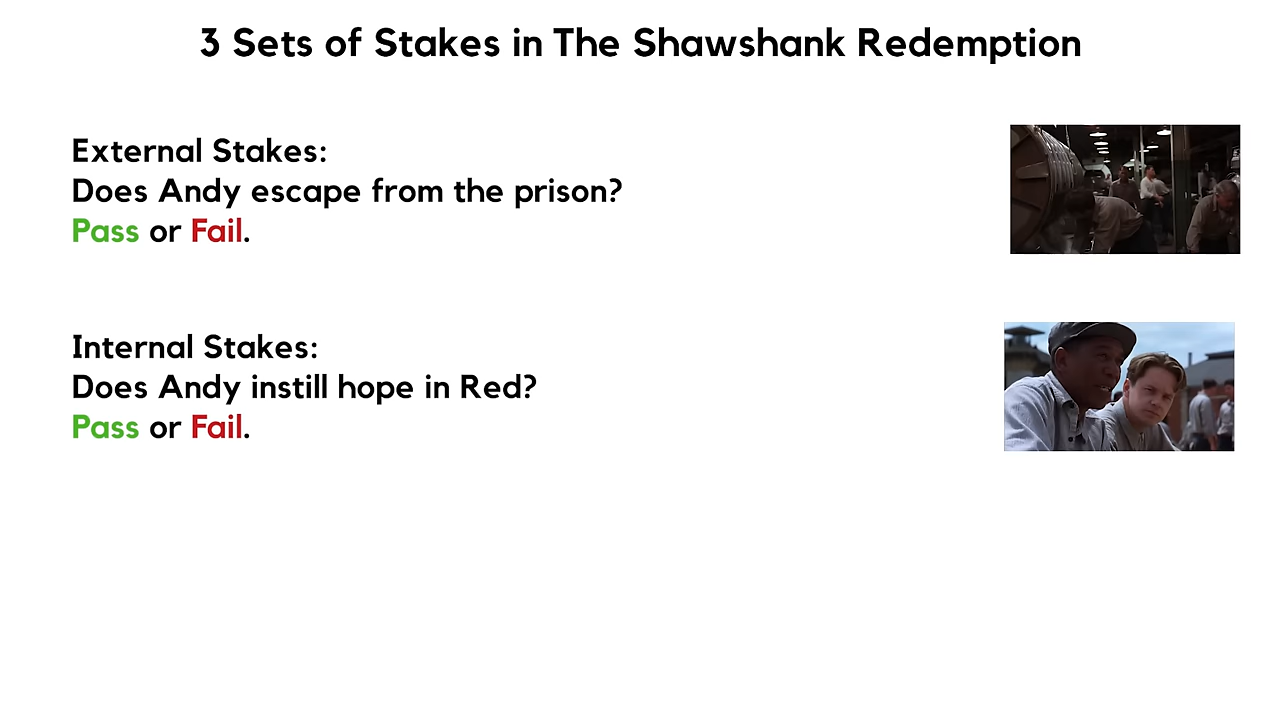 3 Sets of Stakes in The Shawshank Redemption
External Stakes:
Does Andy escape from the prison?
Pass or Fail.
Internal Stakes:
Does Andy instill hope in Red?
Pass or Fail.